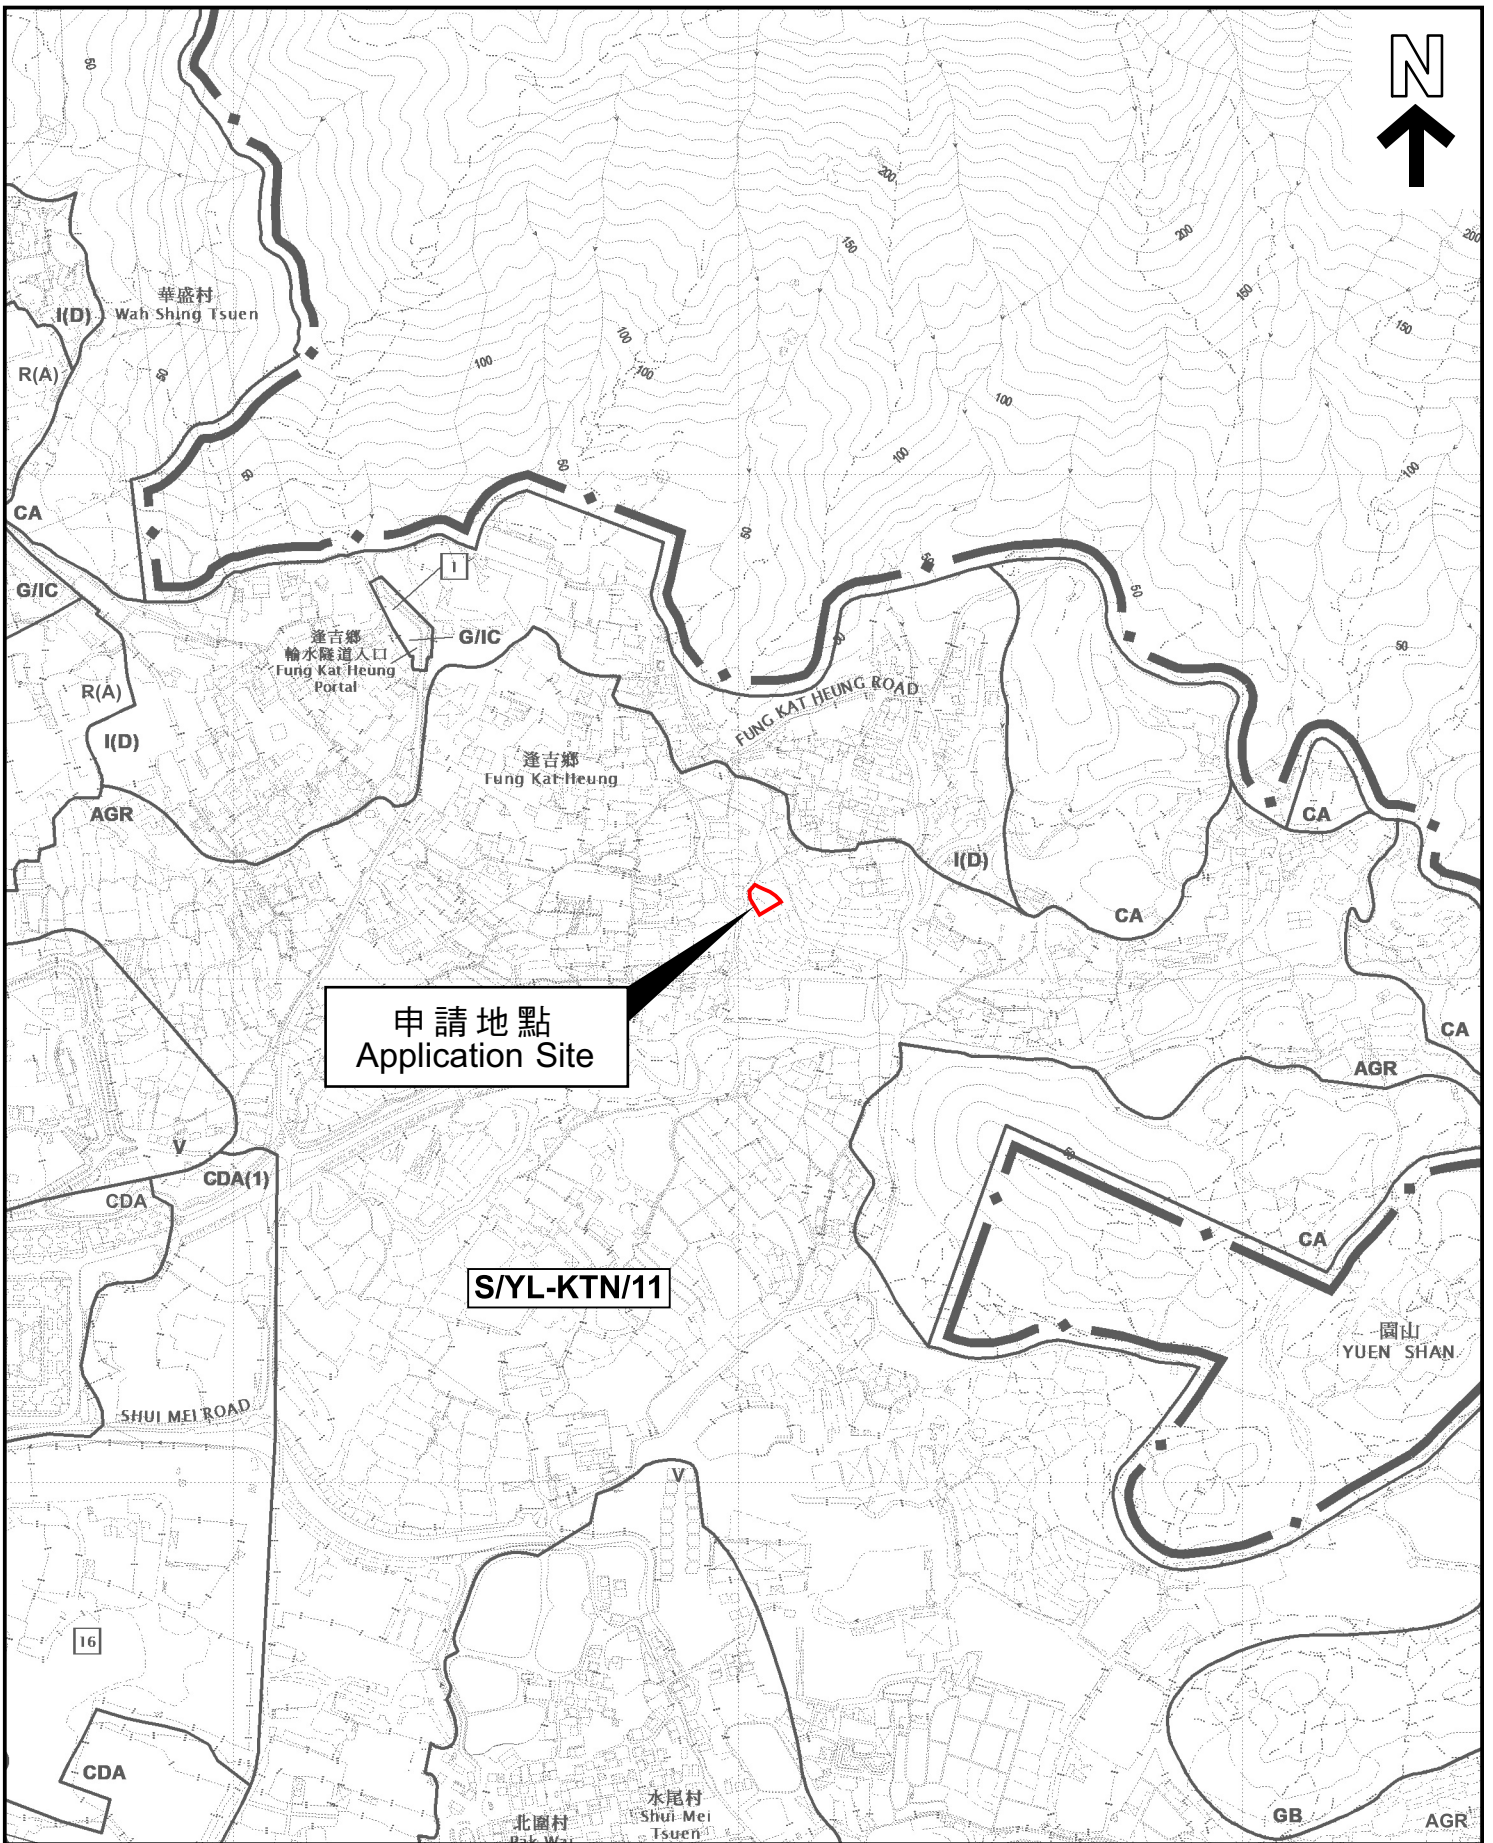 N
50
200
200
200
150
150
150
華盛村
Wah Shing Tsuen
I(D)
R(A)
50
100
100
100
100
100
100
50
50
50
50
50
50
50
50
CA
G/IC
1
逢吉鄉
輸水隧道入口
Fung Kat Heung
Portal
G/IC
R(A)
I(D)
FUNG KAT HEUNG ROAD
逢吉鄉
Fung Kat Heung
AGR
CA
I(D)
CA
申請地點
Application Site
CA
AGR
V
CDA(1)
CDA
50
CA
S/YL-KTN/11
園山
YUEN SHAN
SHUI MEI ROAD
V
16
CDA
水尾村
Shui Mei
Tsuen
北圍村
Pak Wai
GB
AGR